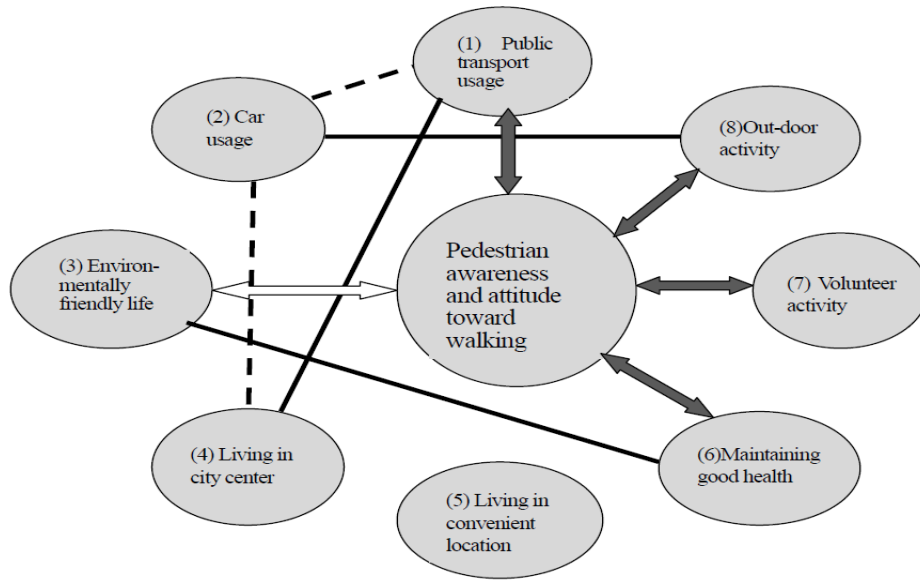 (1) Public
transport
usage
(2) Car
usage
(8)Out-door
activity
(3) Environ-
mentally
friendly life
Pedestrian
awareness
and attitude
toward
walking
(7) Volunteer
activity
(4) Living in
city center
(6)Maintaining
good health
(5) Living in
convenient
location